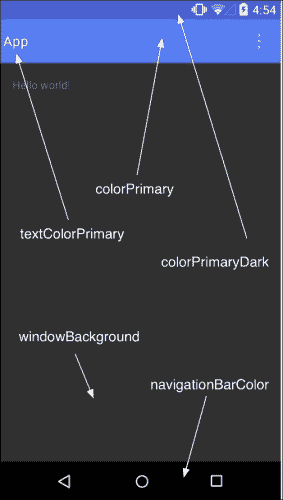 4:54
App
Hello world!
colorPrimary
textColorPrimary
colorPrimaryDark
windowBackground
navigationBarColor